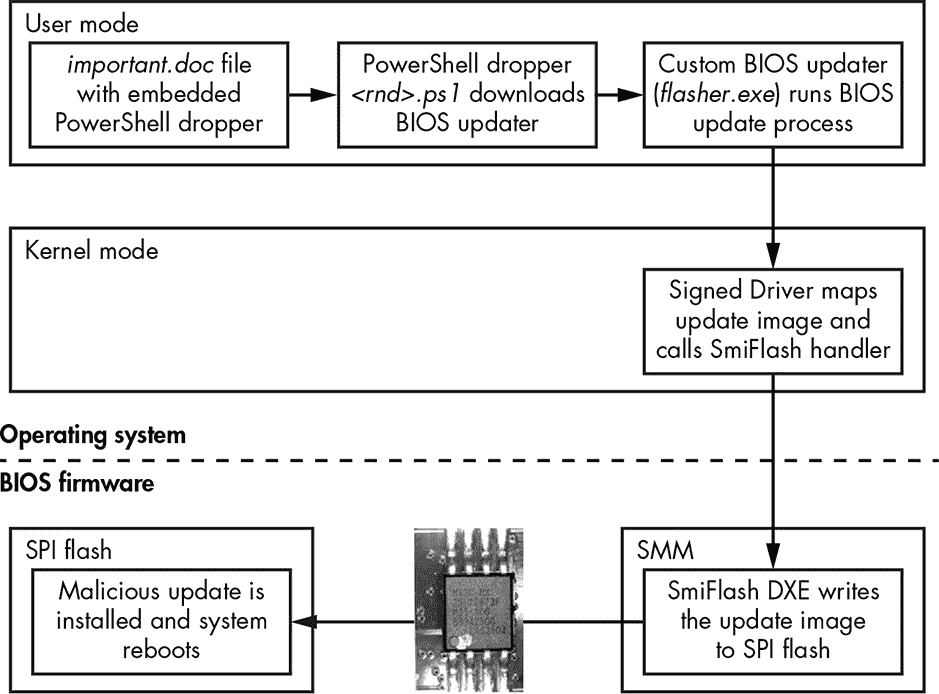 User mode
important.doc file
with embedded
PowerShell dropper
PowerShell dropper
<rnd>.ps1 downloads
BIOS updater
Custom BIOS updater
(flasher.exe) runs BIOS
update process
Kernel mode
Signed Driver maps
update image and
calls SmiFlash handler
Operating system
BIOS firmware
SPI flash
Malicious update is
installed and system
reboots
SMM
SmiFlash DXE writes
the update image
to SPI flash